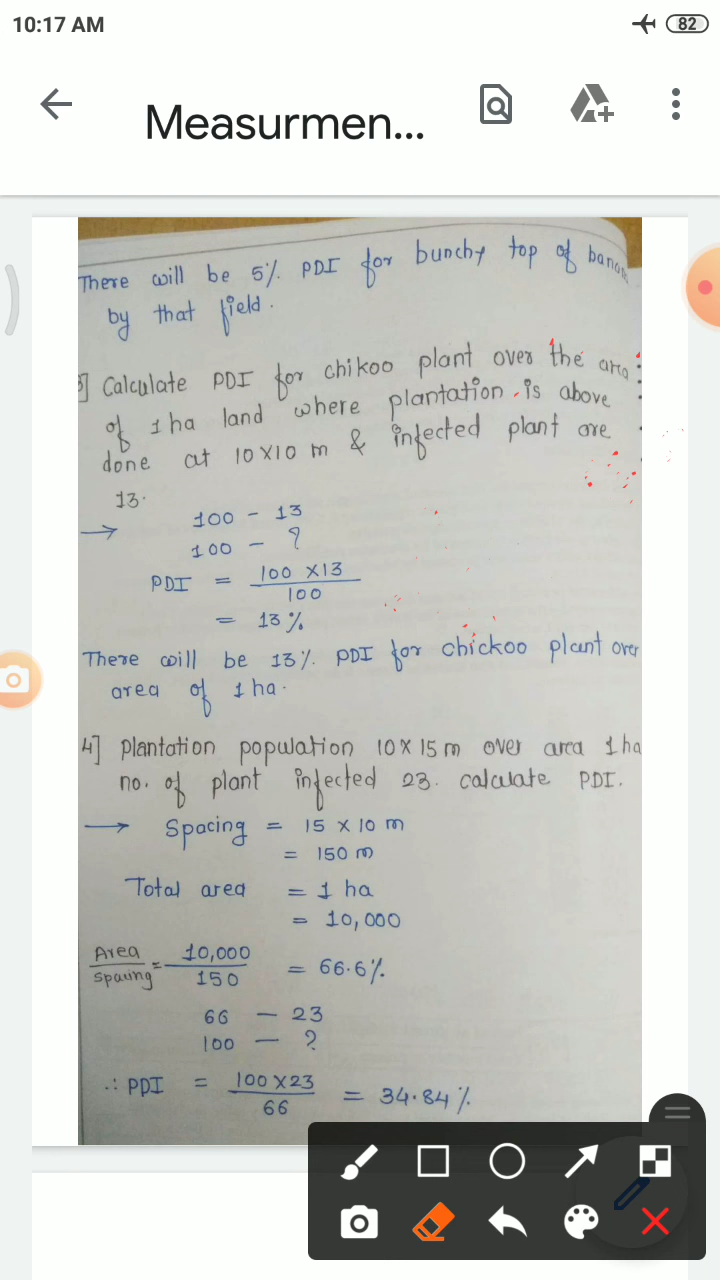 10:17 AM
82
Measurmen...
There will be 5% PDI for bunchy top of
by that field.
3] Calculate PDI for chikoo plant over the area
of 1 ha land where plantation is above
done at 10 X10 m & infected plant are
13.
→ 100 - 13
100 - ?
PDI = 100 X13 / 100
= 13%
There will be 13% PDI for chickoo plant over
area of 1 ha.
4] Plantation population 10 X 15 m over area 1 ha
no. of plant infected 23. calculate PDI.
→ Spacing = 15 x 10 m
= 150 m
Total area = 1 ha
= 10,000
Area / Spacing = 10,000 / 150 = 66.6%
66 — 23
100 — ?
∴ PDI = 100 X23 / 66 = 34.84%